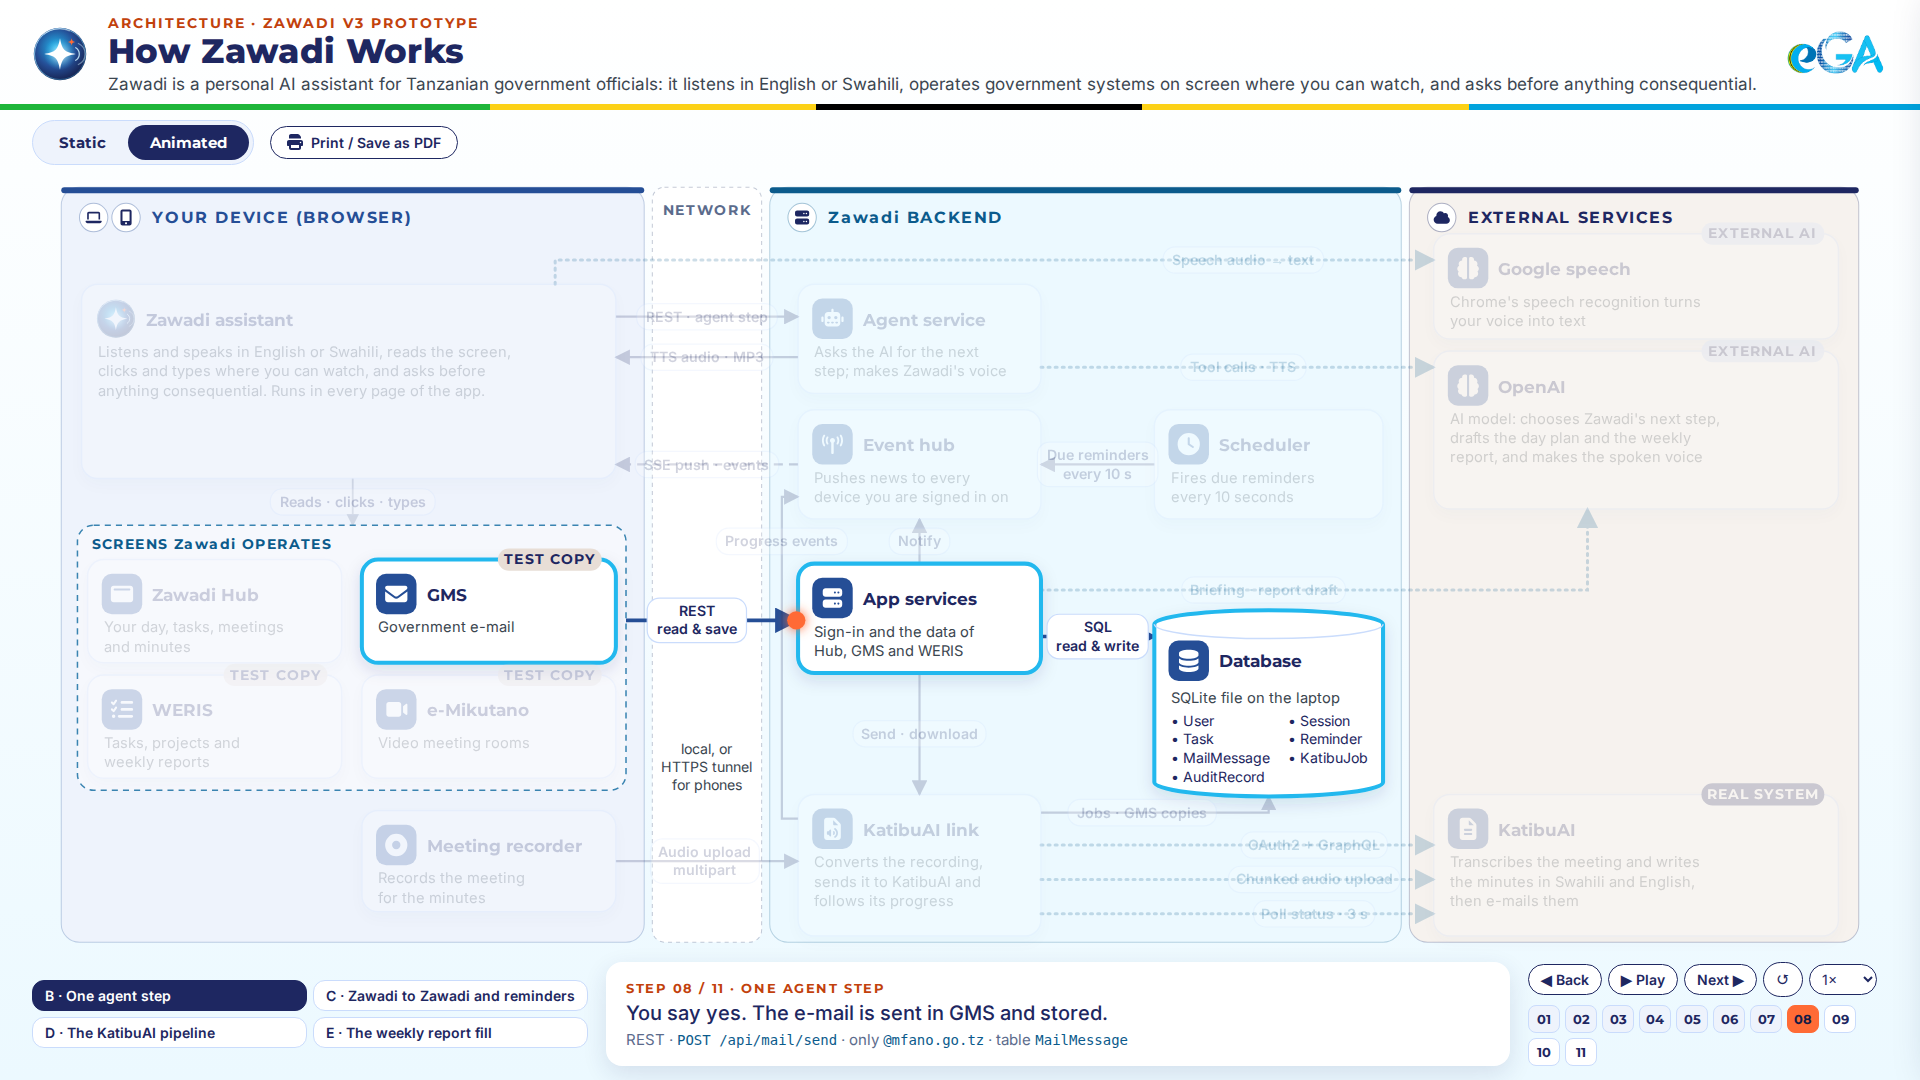 ARCHITECTURE · ZAWADI V3 PROTOTYPE
How Zawadi Works
Zawadi is a personal AI assistant for Tanzanian government officials: it listens in English or Swahili, operates government systems on screen where you can watch, and asks before anything consequential.
eGA
Static
Animated
Print / Save as PDF
YOUR DEVICE (BROWSER)
Zawadi assistant
Listens and speaks in English or Swahili, reads the screen,
clicks and types where you can watch, and asks before
anything consequential. Runs in every page of the app.
Reads · clicks · types
SCREENS Zawadi OPERATES
Zawadi Hub
Your day, tasks, meetings
and minutes
TEST COPY
GMS
Government e-mail
TEST COPY
WERIS
Tasks, projects and
weekly reports
TEST COPY
e-Mikutano
Video meeting rooms
Meeting recorder
Records the meeting
for the minutes
NETWORK
REST · agent step
TTS audio · MP3
SSE push · events
Progress events
REST
read & save
local, or
HTTPS tunnel
for phones
Audio upload
multipart
Zawadi BACKEND
Speech audio → text
Agent service
Asks the AI for the next
step; makes Zawadi's voice
Tool calls · TTS
Event hub
Pushes news to every
device you are signed in on
Due reminders
every 10 s
Scheduler
Fires due reminders
every 10 seconds
Notify
Briefing · report draft
App services
Sign-in and the data of
Hub, GMS and WERIS
SQL
read & write
Database
SQLite file on the laptop
• User
• Task
• MailMessage
• AuditRecord
• Session
• Reminder
• KatibuJob
Send · download
KatibuAI link
Converts the recording,
sends it to KatibuAI and
follows its progress
Jobs · GMS copies
OAuth2 + GraphQL
Chunked audio upload
Poll status · 3 s
EXTERNAL SERVICES
EXTERNAL AI
Google speech
Chrome's speech recognition turns
your voice into text
EXTERNAL AI
OpenAI
AI model: chooses Zawadi's next step,
drafts the day plan and the weekly
report, and makes the spoken voice
REAL SYSTEM
KatibuAI
Transcribes the meeting and writes
the minutes in Swahili and English,
then e-mails them
B · One agent step
C · Zawadi to Zawadi and reminders
D · The KatibuAI pipeline
E · The weekly report fill
STEP 08 / 11 · ONE AGENT STEP
You say yes. The e-mail is sent in GMS and stored.
REST · POST /api/mail/send · only @mfano.go.tz · table MailMessage
◀ Back
▶ Play
Next ▶
↺
1×
01 02 03 04 05 06 07 08 09
10 11